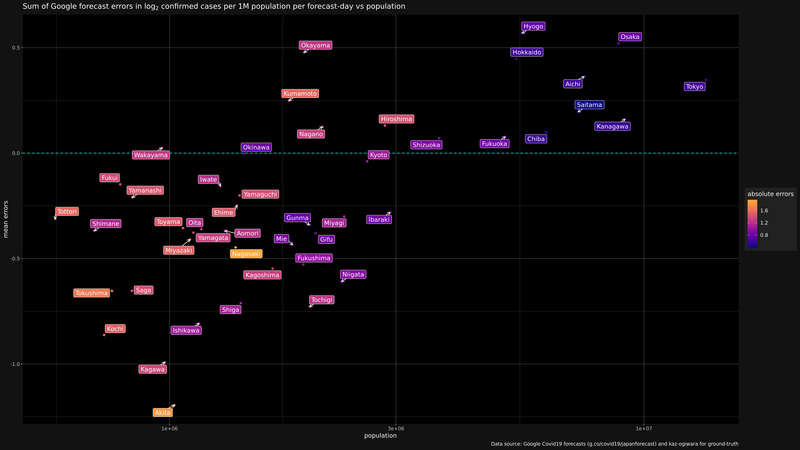 Sum of Google forecast errors in log₂ confirmed cases per 1M population per forecast-day vs population
Hyogo
Osaka
0.5
Okayama
Hokkaido
Aichi
Tokyo
Kumamoto
Saitama
Hiroshima
Kanagawa
Nagano
Chiba
Shizuoka
Fukuoka
Okinawa
0.0
Wakayama
Kyoto
Fukui
Iwate
Yamanashi
Yamaguchi
absolute errors
Tottori
Ehime
1.6
Gunma
Ibaraki
Shimane
Toyama
Oita
Miyagi
mean errors
Aomori
0.8
Yamagata
Mie
Gifu
Miyazaki
Nagasaki
-0.5
Fukushima
Kagoshima
Niigata
Tokushima
Saga
Tochigi
Shiga
Kochi
Ishikawa
-1.0
Kagawa
Akita
1e+06
3e+06
1e+07
population
Data source: Google Covid19 forecasts (g.co/covid19/japanforecast) and kaz-ogiwara for ground-truth